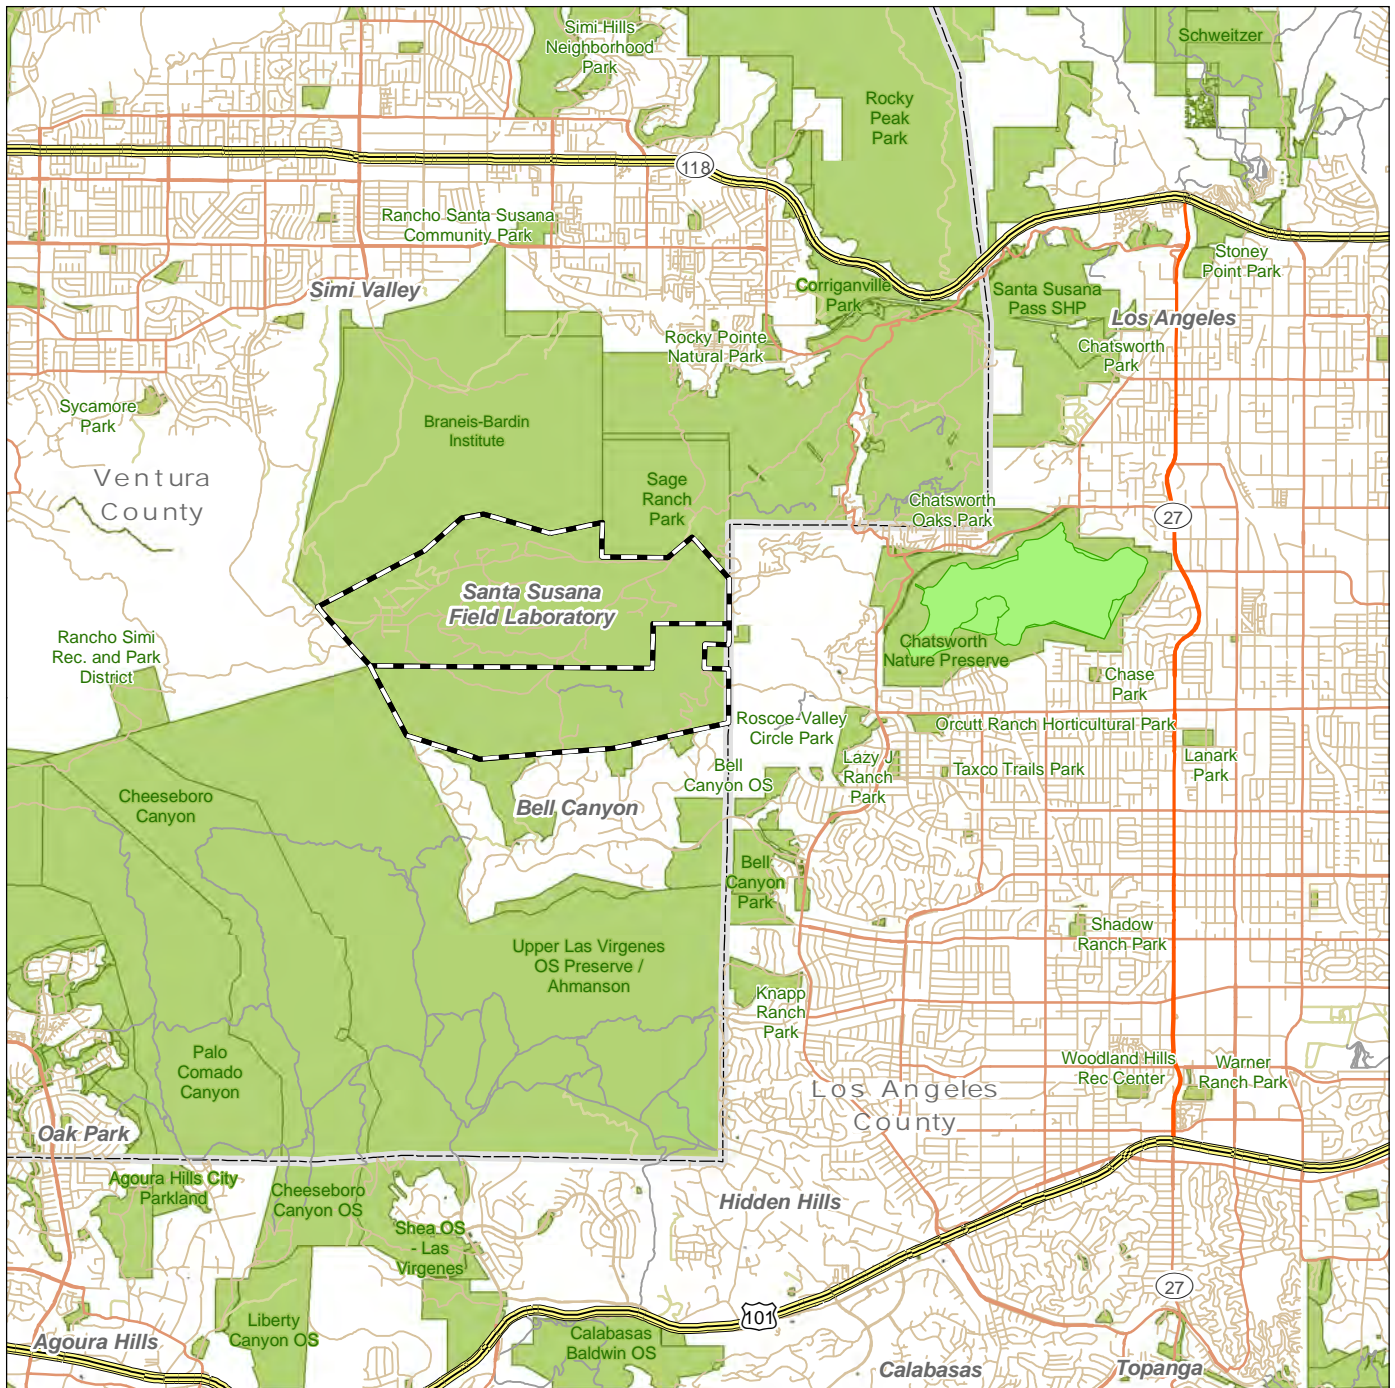 Simi Hills
Neighborhood
Park
Schweitzer
Rocky
Peak
Park
118
Rancho Santa Susana
Community Park
Stoney
Point Park
Simi Valley
Corriganville
Park
Santa Susana
Pass SHP
Los Angeles
Rocky Pointe
Natural Park
Chatsworth
Park
Sycamore
Park
Braneis-Bardin
Institute
Ventura
County
Sage
Ranch
Park
Chatsworth
Oaks Park
27
Santa Susana
Field Laboratory
Rancho Simi
Rec. and Park
District
Chatsworth
Nature Preserve
Chase
Park
Roscoe-Valley
Circle Park
Orcutt Ranch Horticultural Park
Bell
Canyon OS
Lazy J
Ranch
Park
Taxco Trails Park
Lanark
Park
Cheeseboro
Canyon
Bell Canyon
Bell
Canyon
Park
Shadow
Ranch Park
Upper Las Virgenes
OS Preserve /
Ahmanson
Knapp
Ranch
Park
Palo
Comado
Canyon
Woodland Hills
Rec Center
Warner
Ranch Park
Los Angeles
County
Oak Park
Agoura Hills City
Parkland
Cheeseboro
Canyon OS
Hidden Hills
Shea OS
- Las
Virgenes
27
101
Liberty
Canyon OS
Agoura Hills
Calabasas
Baldwin OS
Calabasas
Topanga